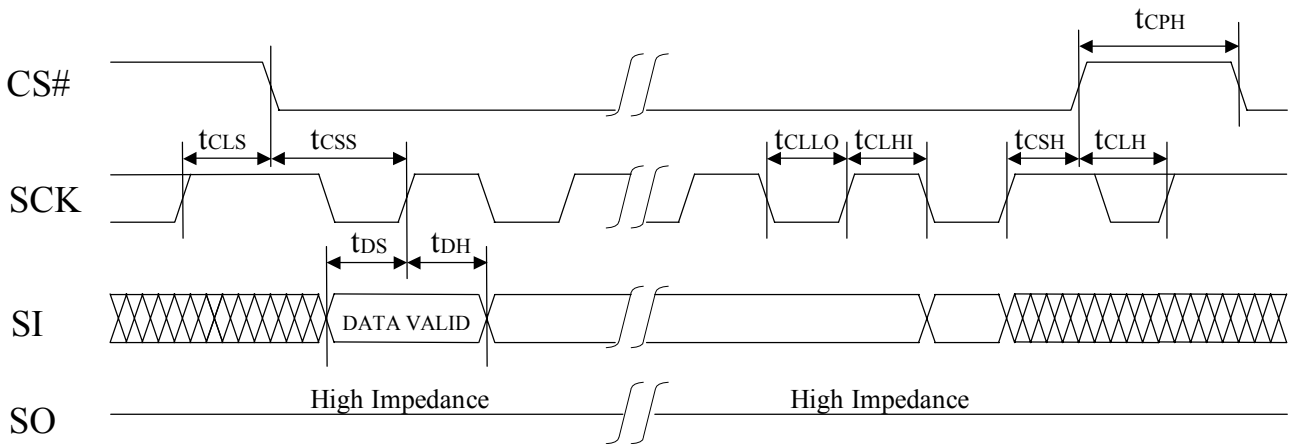 tCPH
CS#
tCLS tCSS tCLLO tCLHI tCSH tCLH
SCK
tDS tDH
SI DATA VALID
High Impedance High Impedance
SO